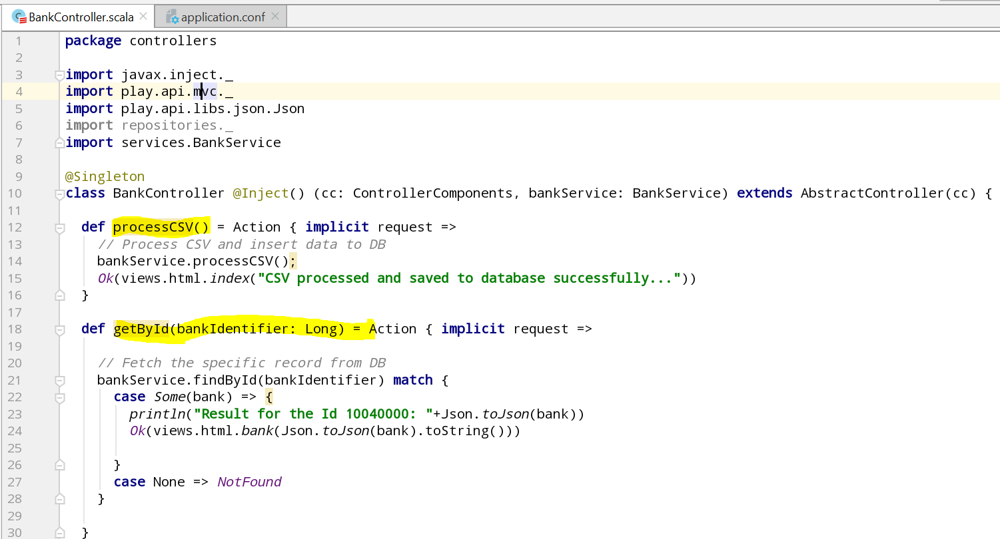 BankController.scala application.conf
1 package controllers
2
3 import javax.inject._
4 import play.api.mvc._
5 import play.api.libs.json.Json
6 import repositories._
7 import services.BankService
8
9 @Singleton
10 class BankController @Inject() (cc: ControllerComponents, bankService: BankService) extends AbstractController(cc) {
11
12 def processCSV() = Action { implicit request =>
13 // Process CSV and insert data to DB
14 bankService.processCSV();
15 Ok(views.html.index("CSV processed and saved to database successfully..."))
16 }
17
18 def getById(bankIdentifier: Long) = Action { implicit request =>
19
20 // Fetch the specific record from DB
21 bankService.findById(bankIdentifier) match {
22 case Some(bank) => {
23 println("Result for the Id 10040000: "+Json.toJson(bank))
24 Ok(views.html.bank(Json.toJson(bank).toString()))
25
26 }
27 case None => NotFound
28 }
29
30 }